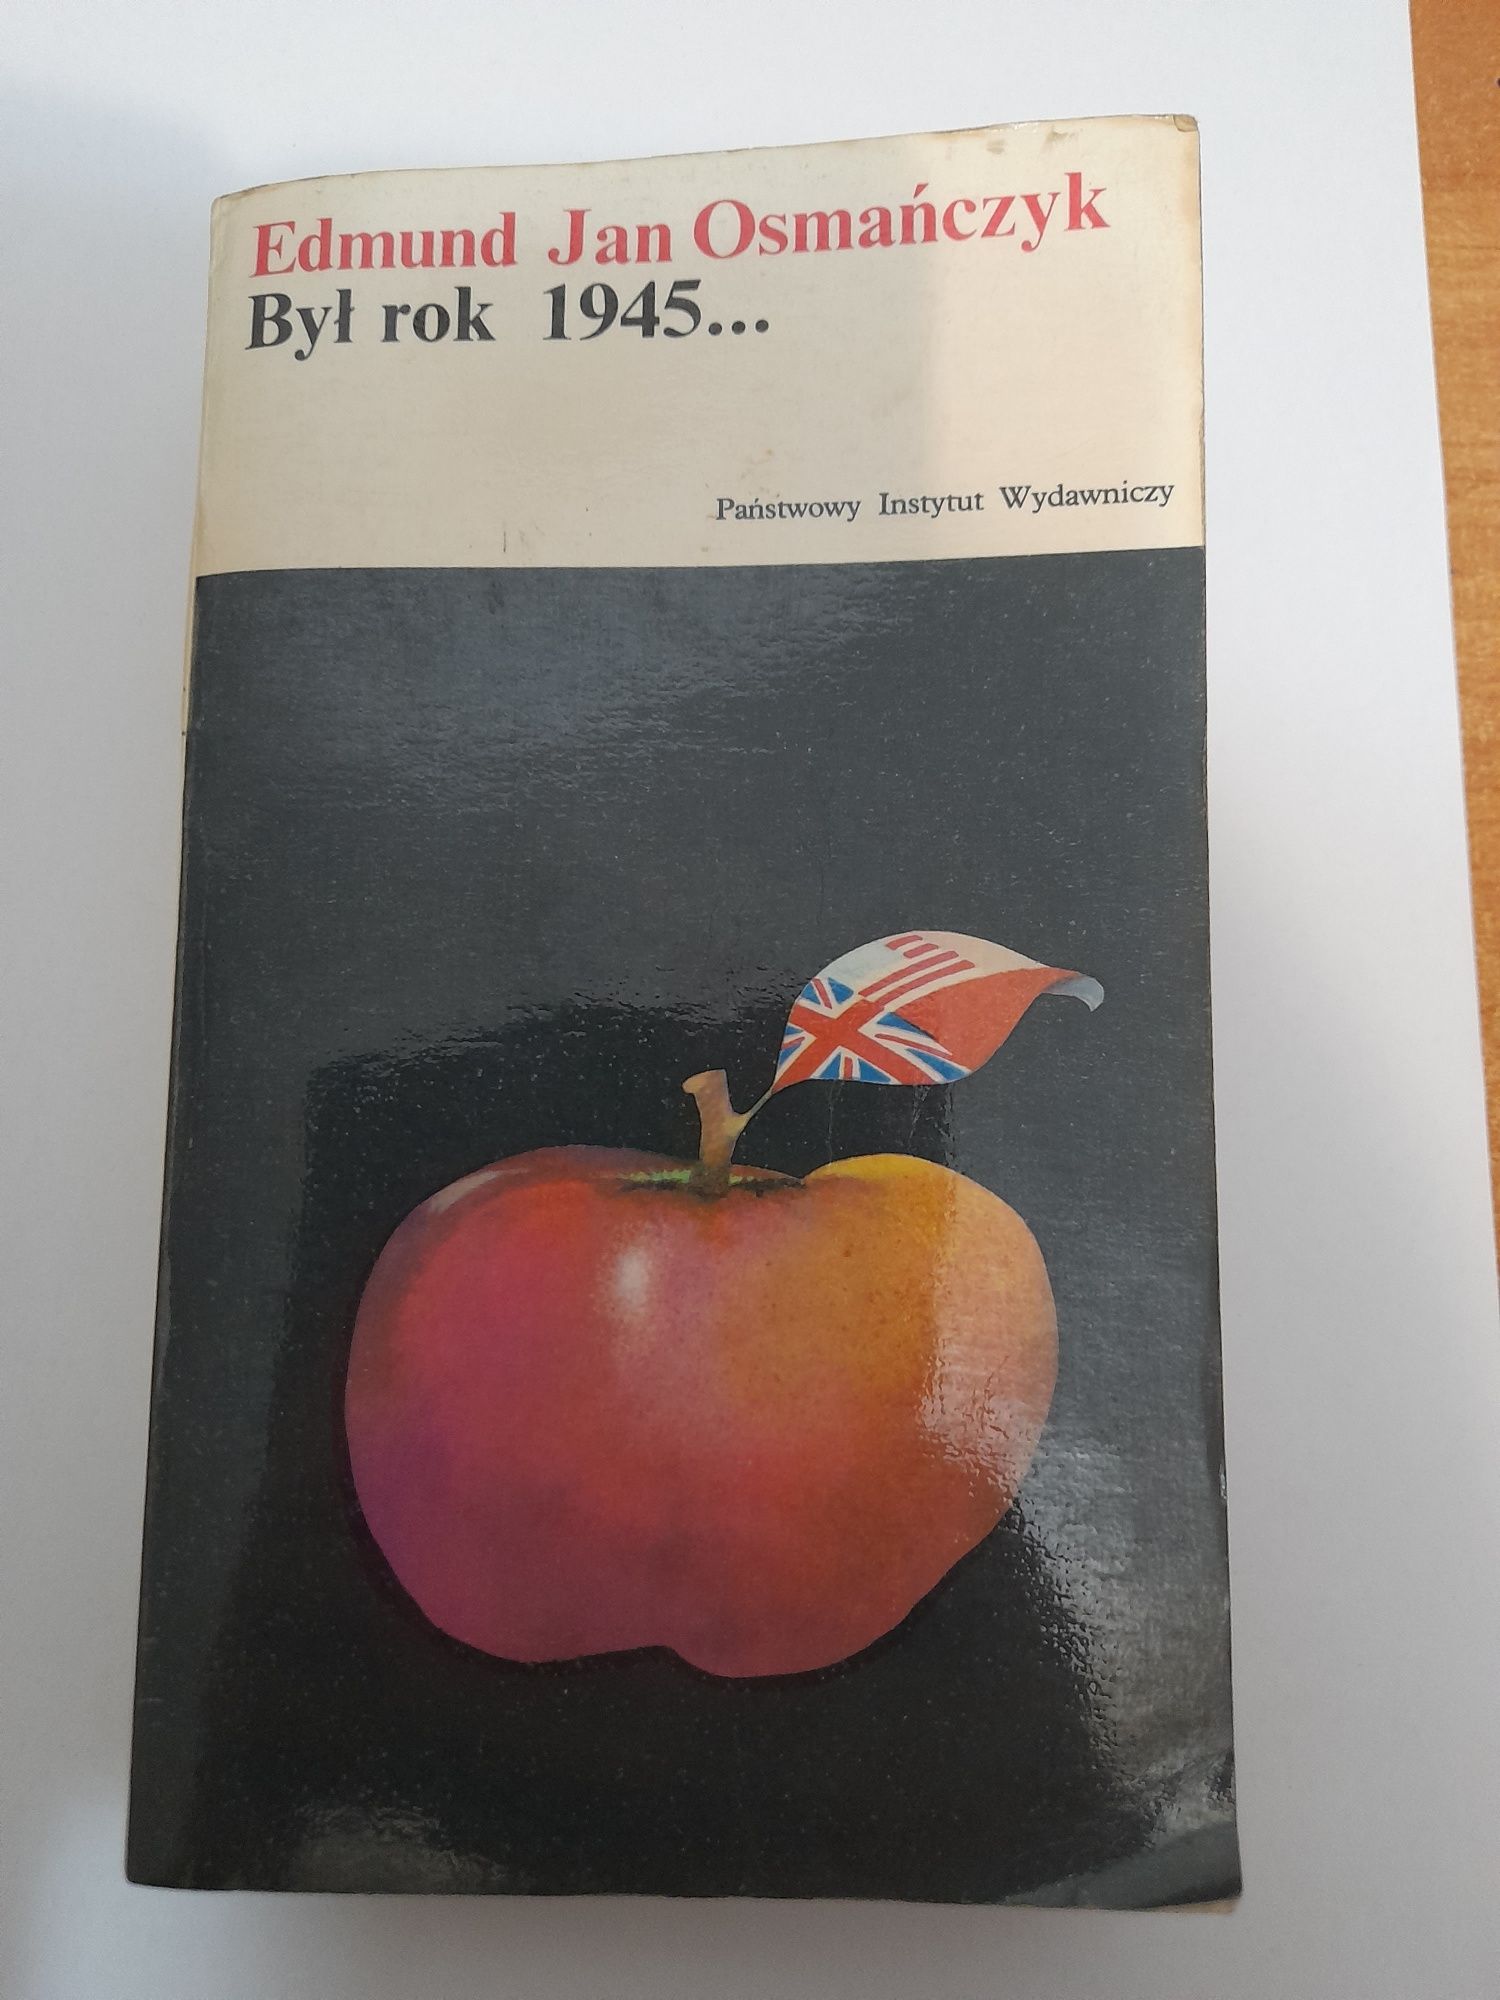 Edmund Jan Osmańczyk
Był rok 1945...
Państwowy Instytut Wydawniczy